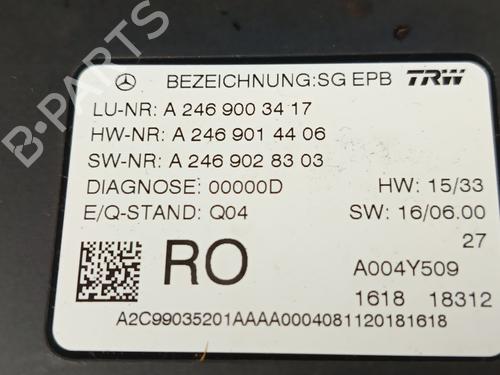 BEZEICHNUNG:SG EPB TRW
LU-NR: A 246 900 34 17
HW-NR: A 246 901 44 06
SW-NR: A 246 902 83 03
DIAGNOSE: 00000D HW: 15/33
E/Q-STAND: Q04 SW: 16/06.00
27
RO A004Y509
1618 18312
A2C99035201AAAA0004081120181618
B-PARTS